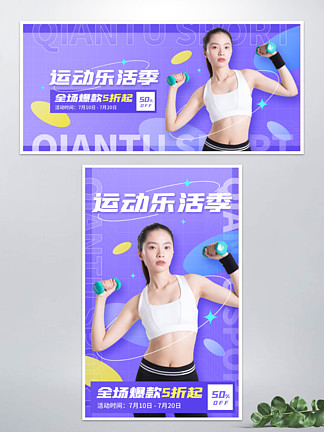 QIANTU SPORT
运动乐活季
全场爆款5折起
活动时间：7月10日-7月20日
50%
OFF
QIANTU SPORT
运动乐活季
QIANTU SPORT
全场爆款5折起
活动时间：7月10日-7月20日
50%
OFF